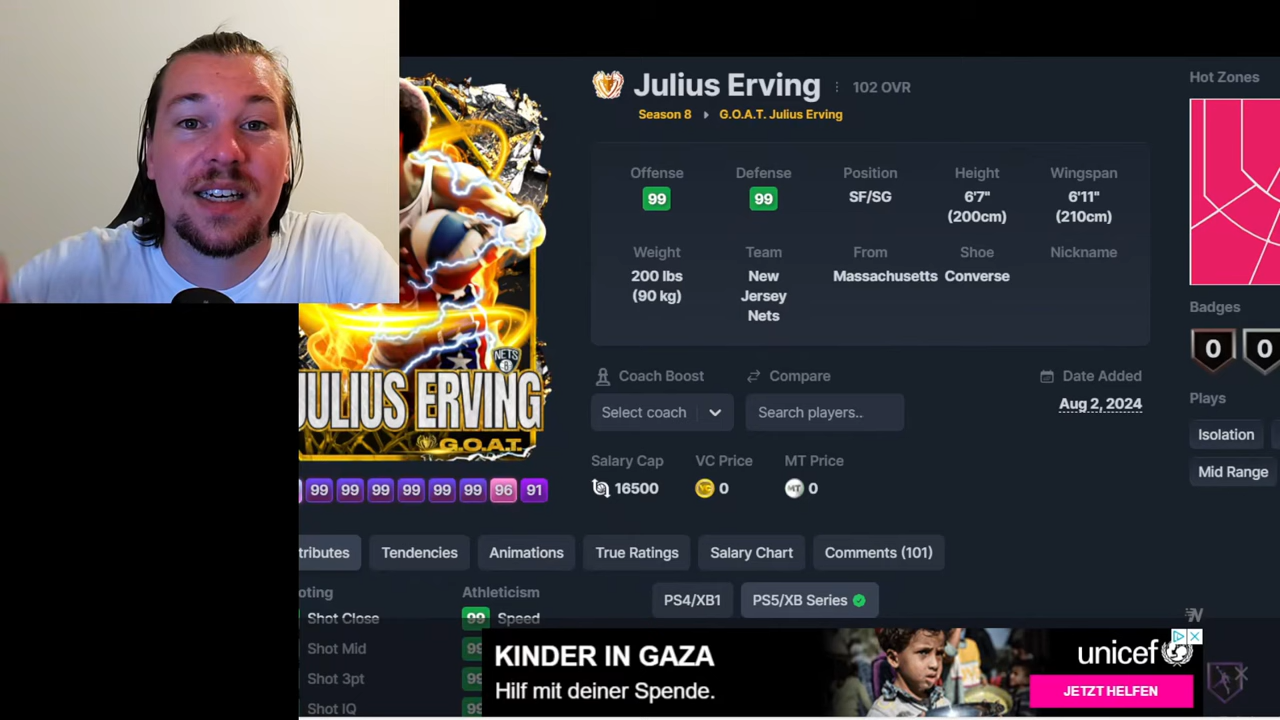 Julius Erving
102 OVR
Season 8
G.O.A.T. Julius Erving
Hot Zones
Offense
99
Defense
99
Position
SF/SG
Height
6'7"
(200cm)
Wingspan
6'11"
(210cm)
Weight
200 lbs
(90 kg)
Team
New
Jersey
Nets
From
Massachusetts
Shoe
Converse
Nickname
Badges
0
0
NETS
JULIUS ERVING
G.O.A.T.
Coach Boost
Compare
Date Added
Select coach
Search players..
Aug 2, 2024
Plays
Isolation
Mid Range
Salary Cap
16500
VC Price
VC
0
MT Price
MT
0
99 99 99 99 99 99 96 91
tributes
Tendencies
Animations
True Ratings
Salary Chart
Comments (101)
oting
Shot Close
Shot Mid
Shot 3pt
Shot IQ
Athleticism
99 Speed
PS4/XB1
PS5/XB Series
KINDER IN GAZA
Hilf mit deiner Spende.
unicef
JETZT HELFEN